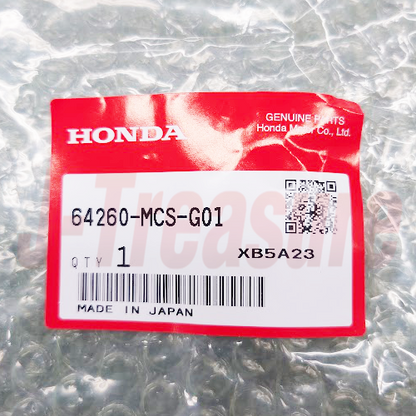 HONDA
GENUINE PARTS
Honda Motor Co., Ltd.
64260-MCS-G01
QTY 1
XB5A23
MADE IN JAPAN